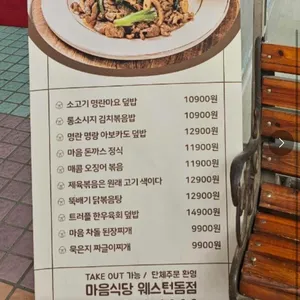 소고기 명란마요 덮밥 10900원
통소시지 김치볶음밥 10900원
명란 명랑 아보카도 덮밥 12900원
마음 돈까스 정식 11900원
매콤 오징어 볶음 11900원
제육볶음은 원래 고기 색이다 12900원
뚝배기 닭볶음탕 12900원
트러플 한우육회 덮밥 14900원
마음 차돌 된장찌개 9900원
묵은지 짜글이찌개 9900원
TAKE OUT 가능 / 단체주문 환영
마음식당 웨스턴돔점